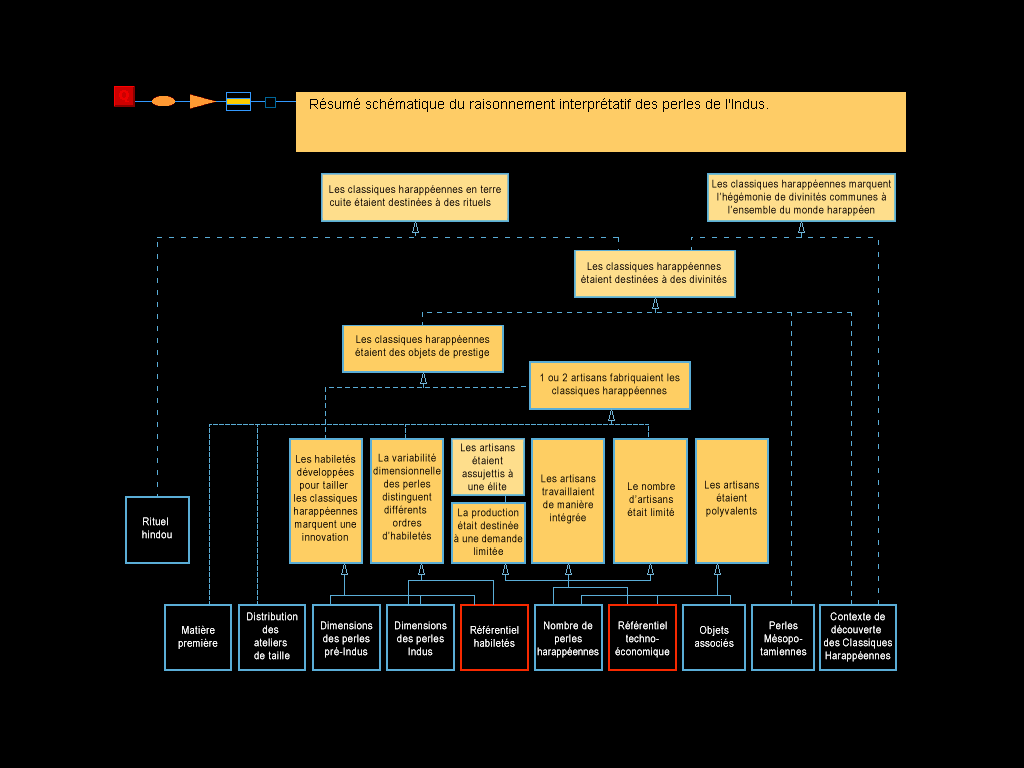 Résumé schématique du raisonnement interprétatif des perles de l'Indus.
Les classiques harappéennes en terre
cuite étaient destinées à des rituels
Les classiques harappéennes marquent
l'hégémonie de divinités communes à
l'ensemble du monde harappéen
Les classiques harappéennes
étaient destinées à des divinités
Les classiques harappéennes
étaient des objets de prestige
1 ou 2 artisans fabriquaient les
classiques harappéennes
Les habiletés
développées
pour tailler
les classiques
harappéennes
marquent une
innovation
La variabilité
dimensionnelle
des perles
distinguent
différents
ordres
d'habiletés
Les artisans
étaient
assujettis à
une élite
La production
était destinée
à une demande
limitée
Les artisans
travaillaient
de manière
intégrée
Le nombre
d'artisans
était limité
Les artisans
étaient
polyvalents
Rituel
hindou
Matière
première
Distribution
des
ateliers
de taille
Dimensions
des perles
pré-Indus
Dimensions
des perles
Indus
Référentiel
habiletés
Nombre de
perles
harappéennes
Référentiel
techno-
économique
Objets
associés
Perles
Mésopo-
tamiennes
Contexte de
découverte
des Classiques
Harappéennes